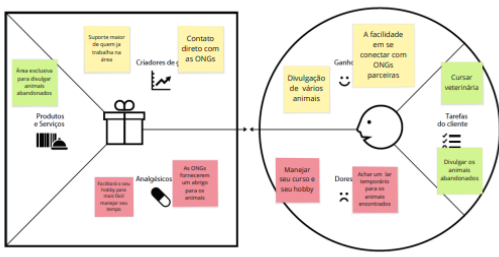 Suporte maior
de quem ja
trabalha na
área
Contato
direto com
as ONGs
Criadores de g
Área exclusiva
para divulgar
animais
abandonados
Produtos
e Serviços
Analgésicos
Facilitará o seu
hobby para
mais fácil
manejar seu
tempo
As ONGs
fornecerem
um abrigo
para os
animais
A facilidade
em se
conectar com
ONGs
parceiras
Ganho
Divulgação
de vários
animais
Cursar
veterinária
Tarefas
do cliente
Divulgar os
animais
abandonados
Manejar
seu curso e
seu hobby
Dores
Achar um lar
temporário
para os
animais
encontrados